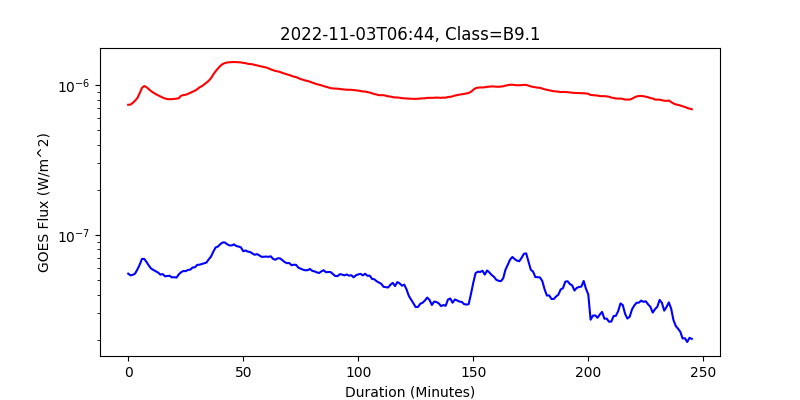 2022-11-03T06:44, Class=B9.1
GOES Flux (W/m^2)
10⁻⁶
10⁻⁷
0 50 100 150 200 250
Duration (Minutes)